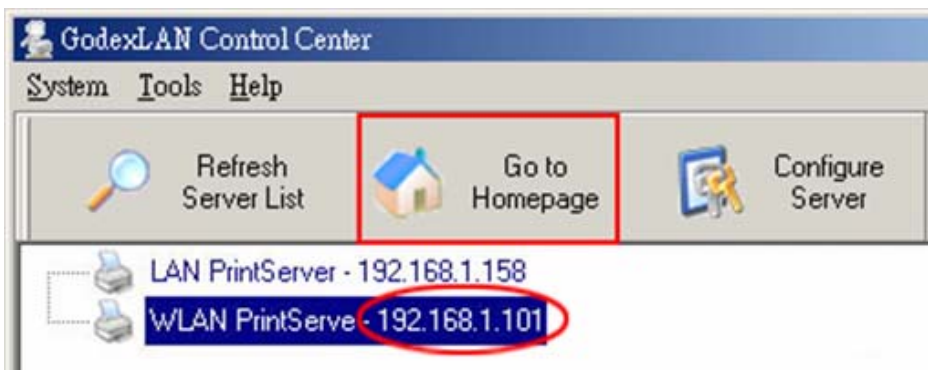 GodexLAN Control Center
System Tools Help
Refresh
Server List
Go to
Homepage
Configure
Server
LAN PrintServer - 192.168.1.158
WLAN PrintServe - 192.168.1.101